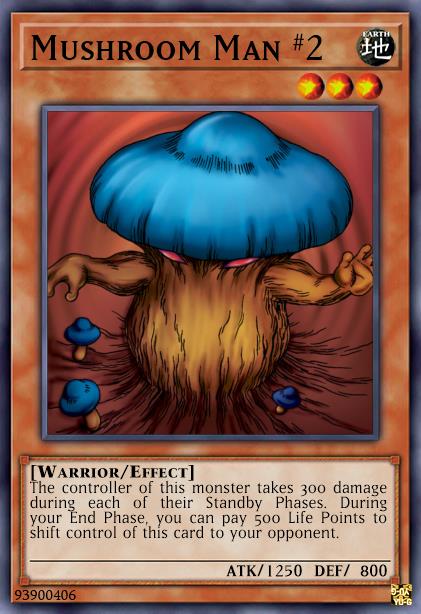 Mushroom Man #2
EARTH
地
[Warrior/Effect]
The controller of this monster takes 300 damage
during each of their Standby Phases. During
your End Phase, you can pay 500 Life Points to
shift control of this card to your opponent.
ATK/1250 DEF/ 800
93900406